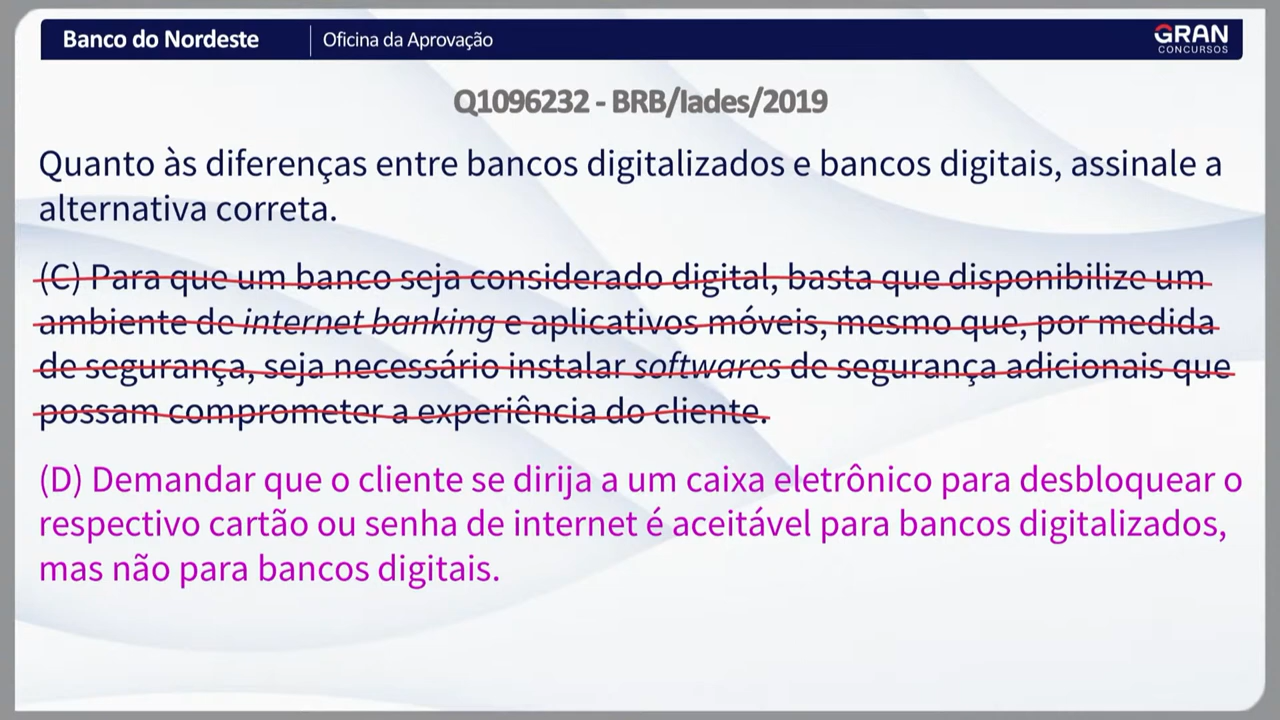 Banco do Nordeste
Oficina da Aprovação
GRAN
CONCURSOS
Q1096232 - BRB/Iades/2019
Quanto às diferenças entre bancos digitalizados e bancos digitais, assinale a
alternativa correta.
(C) Para que um banco seja considerado digital, basta que disponibilize um
ambiente de internet banking e aplicativos móveis, mesmo que, por medida
de segurança, seja necessário instalar softwares de segurança adicionais que
possam comprometer a experiência do cliente.
(D) Demandar que o cliente se dirija a um caixa eletrônico para desbloquear o
respectivo cartão ou senha de internet é aceitável para bancos digitalizados,
mas não para bancos digitais.